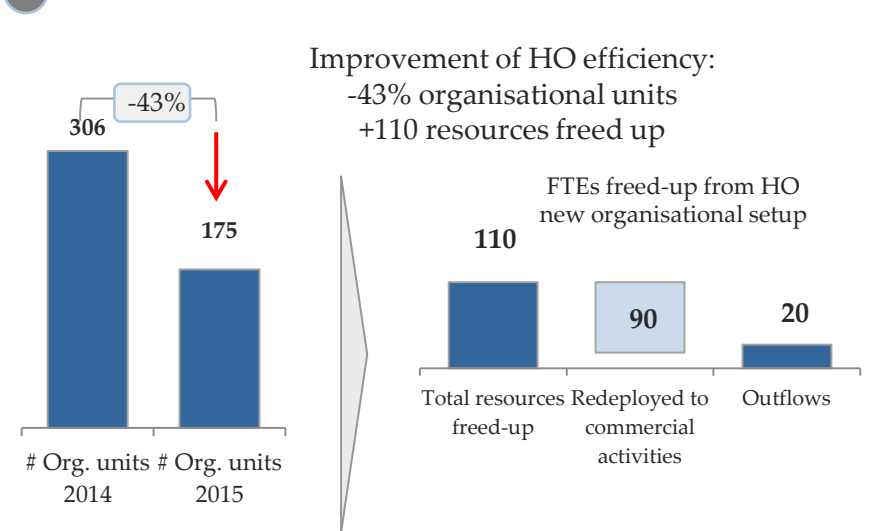 Improvement of HO efficiency:
-43% organisational units
+110 resources freed up
-43%
306
175
# Org. units
2014
# Org. units
2015
FTEs freed-up from HO
new organisational setup
110
90
20
Total resources
freed-up
Redeployed to
commercial
activities
Outflows